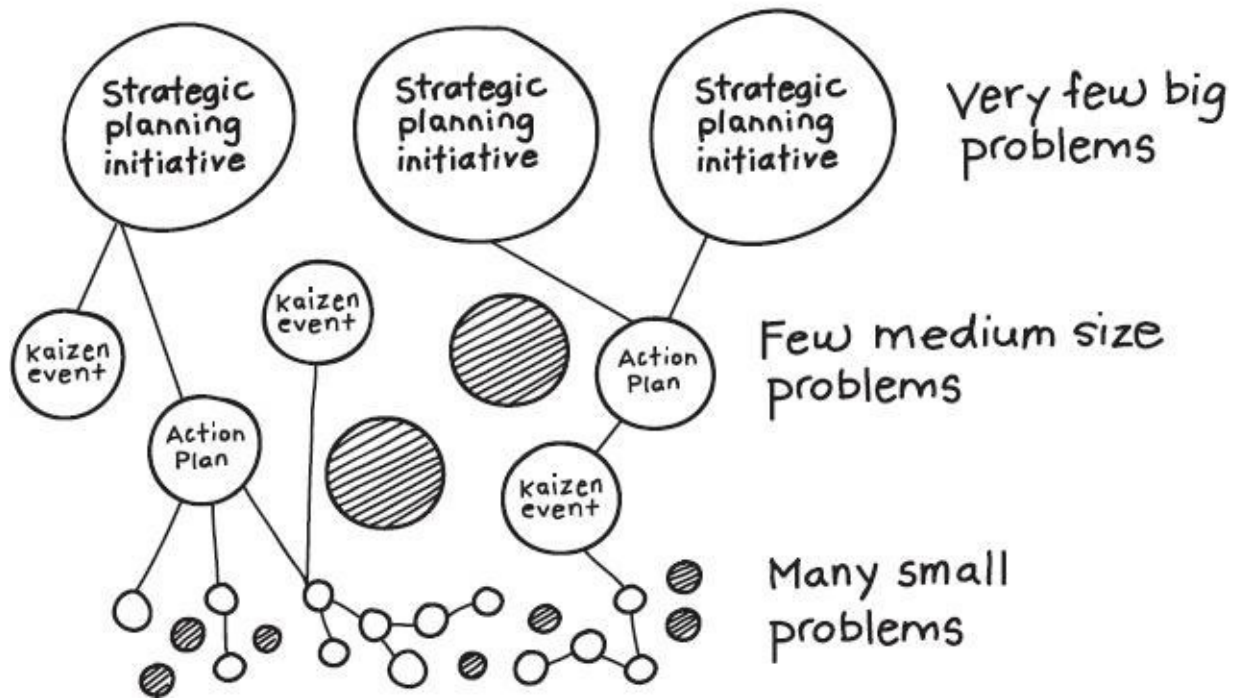 Strategic
planning
initiative
Strategic
planning
initiative
Strategic
planning
initiative
Very few big
problems
Kaizen
event
Kaizen
event
Action
Plan
Few medium size
problems
Action
Plan
Kaizen
event
Many small
problems